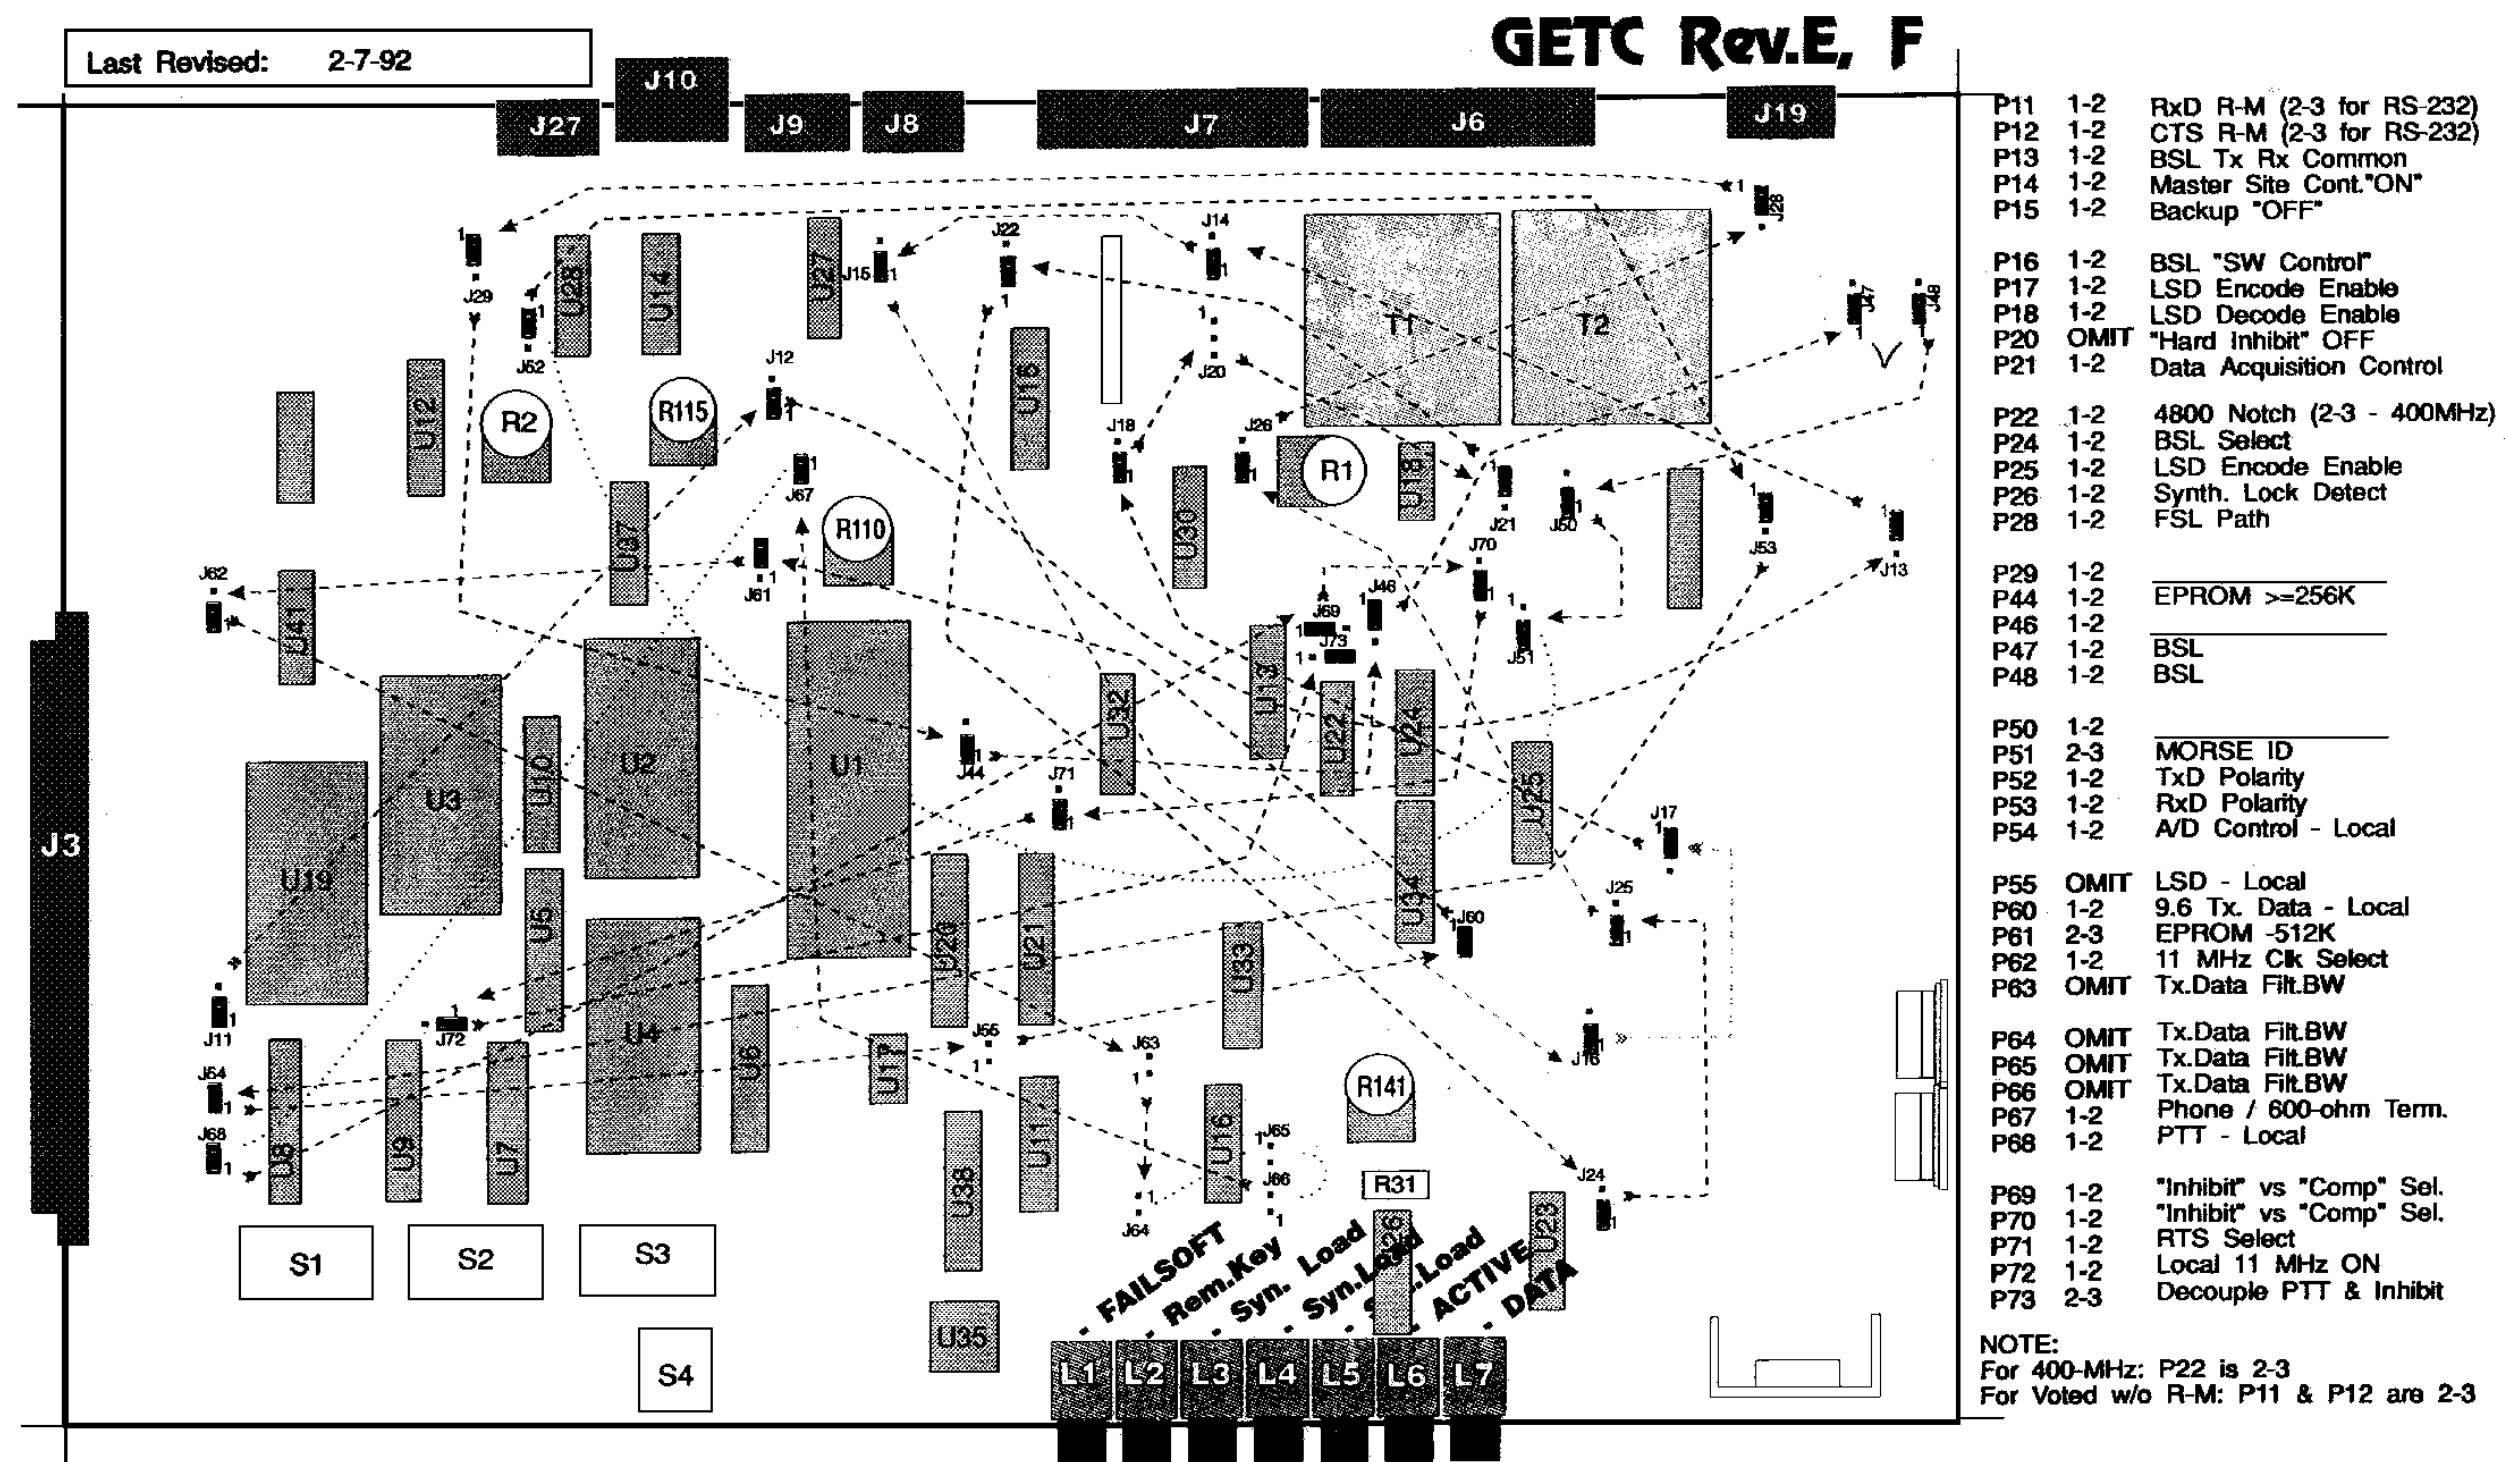 GETC Rev.E, F
Last Revised: 2-7-92
J10
J27
J9
J8
J7
J6
J19
J28
J14
J22
J15
J29
J52
U28
U14
U27
J47
J48
T1
T2
J20
J12
U12
R2
R115
U15
J18
J26
R1
U18
J67
U37
R110
U30
J21
J50
J53
J13
J62
J61
J70
J46
J69
J73
J51
U41
U13
U32
U22
U24
U3
U10
U2
U1
J44
J71
U25
J17
J3
U19
U5
U20
U21
U34
J60
J25
U33
J11
J72
U4
U6
U17
J55
J63
J16
J54
J68
U8
U9
U7
U38
U11
U16
J65
J66
J64
R141
R31
J24
U26
U23
S1
S2
S3
S4
U35
FAILSOFT
Rem.Key
Syn. Load
Syn.Load
ACTIVE
DATA
L1 L2 L3 L4 L5 L6 L7
P11 1-2 RxD R-M (2-3 for RS-232)
P12 1-2 CTS R-M (2-3 for RS-232)
P13 1-2 BSL Tx Rx Common
P14 1-2 Master Site Cont."ON"
P15 1-2 Backup "OFF"
P16 1-2 BSL "SW Control"
P17 1-2 LSD Encode Enable
P18 1-2 LSD Decode Enable
P20 OMIT "Hard Inhibit" OFF
P21 1-2 Data Acquisition Control
P22 1-2 4800 Notch (2-3 - 400MHz)
P24 1-2 BSL Select
P25 1-2 LSD Encode Enable
P26 1-2 Synth. Lock Detect
P28 1-2 FSL Path
P29 1-2
P44 1-2 EPROM >=256K
P46 1-2
P47 1-2 BSL
P48 1-2 BSL
P50 1-2
P51 2-3 MORSE ID
P52 1-2 TxD Polarity
P53 1-2 RxD Polarity
P54 1-2 A/D Control - Local
P55 OMIT LSD - Local
P60 1-2 9.6 Tx. Data - Local
P61 2-3 EPROM -512K
P62 1-2 11 MHz Clk Select
P63 OMIT Tx.Data Filt.BW
P64 OMIT Tx.Data Filt.BW
P65 OMIT Tx.Data Filt.BW
P66 OMIT Tx.Data Filt.BW
P67 1-2 Phone / 600-ohm Term.
P68 1-2 PTT - Local
P69 1-2 "Inhibit" vs "Comp" Sel.
P70 1-2 "Inhibit" vs "Comp" Sel.
P71 1-2 RTS Select
P72 1-2 Local 11 MHz ON
P73 2-3 Decouple PTT & Inhibit
NOTE:
For 400-MHz: P22 is 2-3
For Voted w/o R-M: P11 & P12 are 2-3